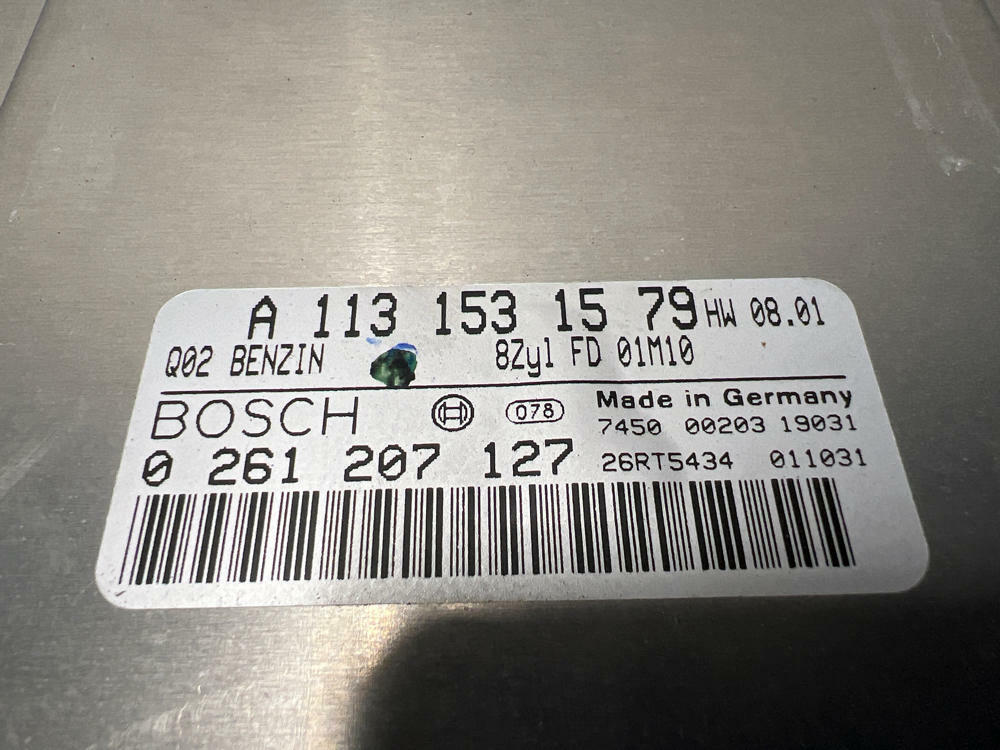 A 113 153 15 79 HW 08.01
Q02 BENZIN 8Zyl FD 01M10
BOSCH 078 Made in Germany
7450 00203 19031
0 261 207 127 26RT5434 011031